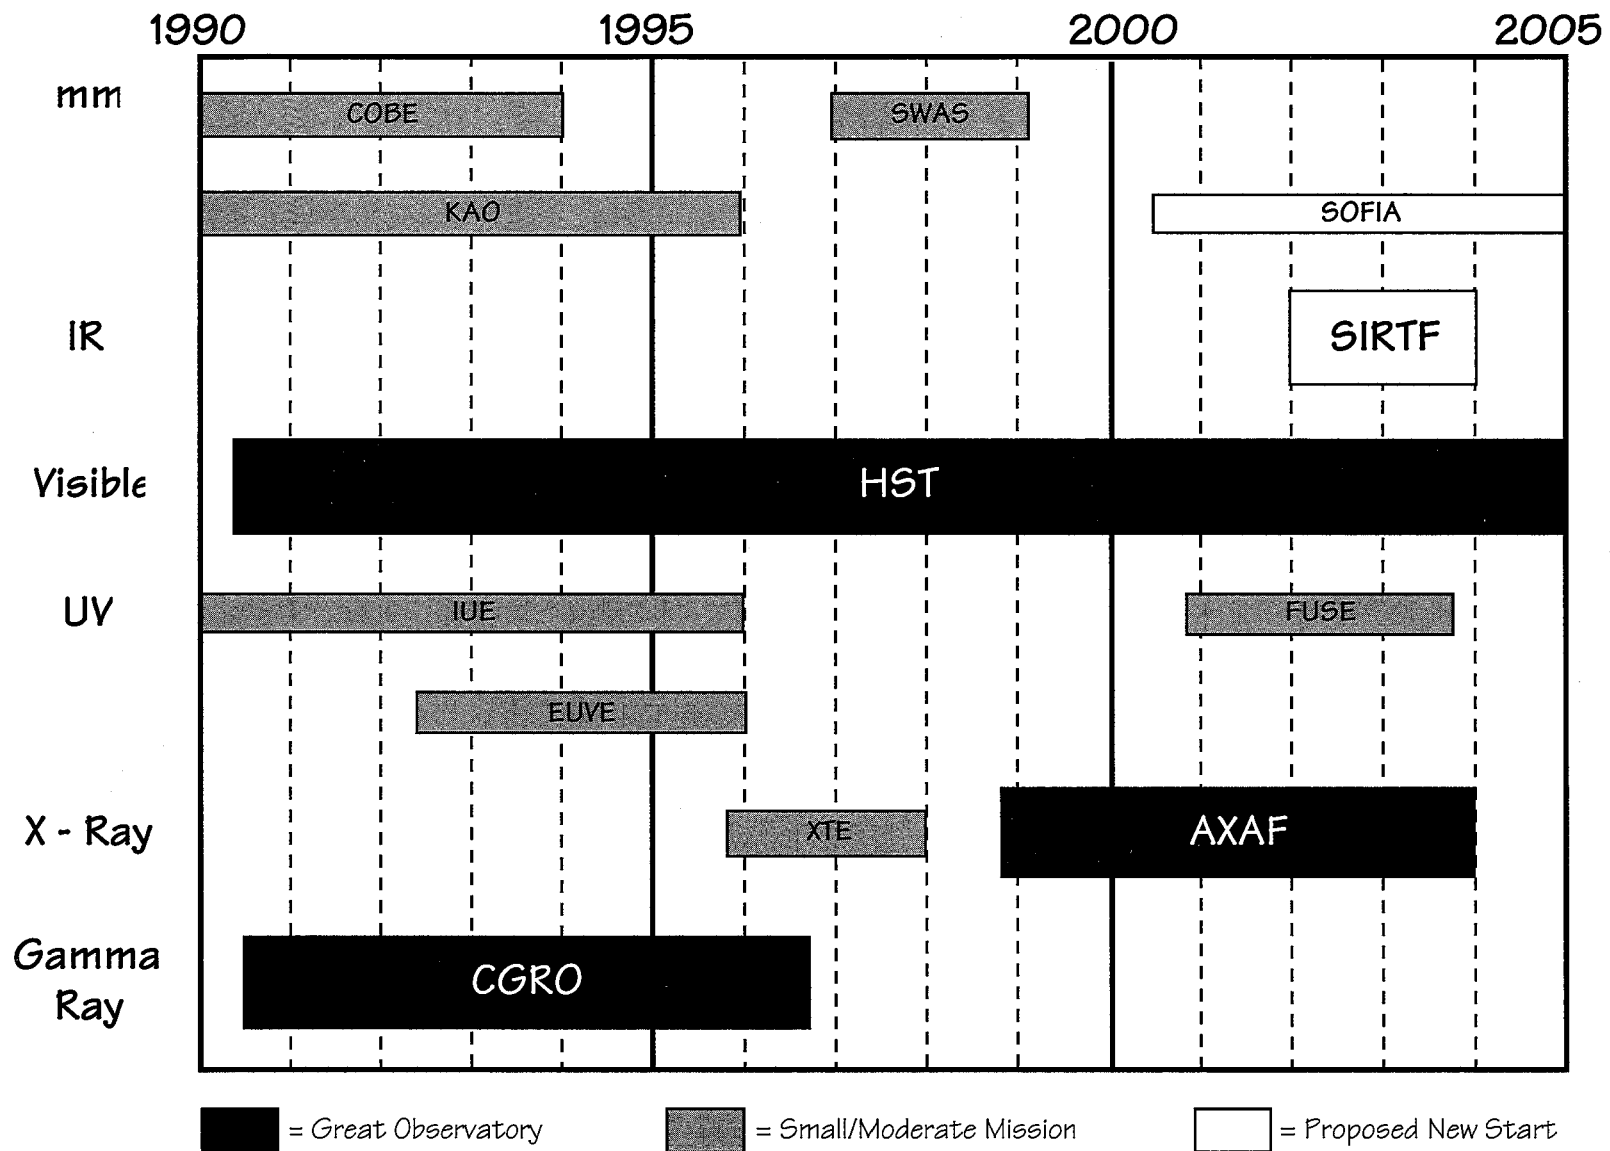 1990 1995 2000 2005
mm
COBE SWAS
KAO SOFIA
IR SIRTF
Visible HST
UV IUE FUSE
EUVE
X - Ray XTE AXAF
Gamma
Ray
CGRO
= Great Observatory = Small/Moderate Mission = Proposed New Start